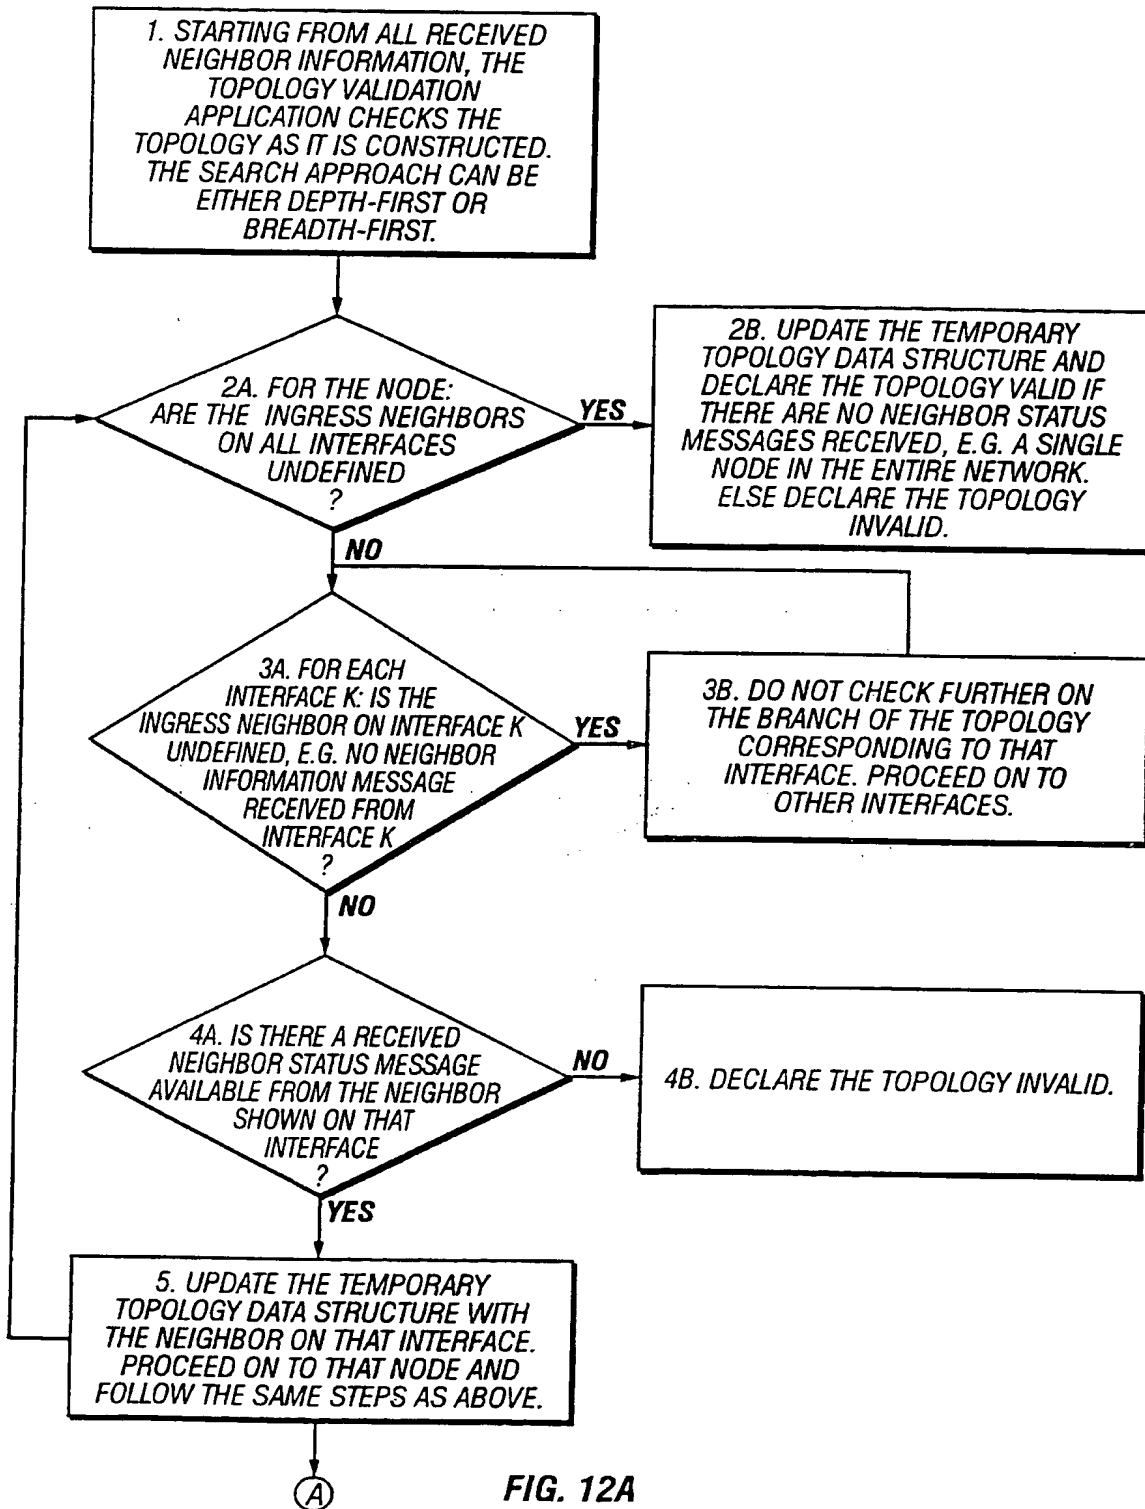 1. STARTING FROM ALL RECEIVED
NEIGHBOR INFORMATION, THE
TOPOLOGY VALIDATION
APPLICATION CHECKS THE
TOPOLOGY AS IT IS CONSTRUCTED.
THE SEARCH APPROACH CAN BE
EITHER DEPTH-FIRST OR
BREADTH-FIRST.
2A. FOR THE NODE:
ARE THE INGRESS NEIGHBORS
ON ALL INTERFACES
UNDEFINED
?
YES
2B. UPDATE THE TEMPORARY
TOPOLOGY DATA STRUCTURE AND
DECLARE THE TOPOLOGY VALID IF
THERE ARE NO NEIGHBOR STATUS
MESSAGES RECEIVED, E.G. A SINGLE
NODE IN THE ENTIRE NETWORK.
ELSE DECLARE THE TOPOLOGY
INVALID.
NO
3A. FOR EACH
INTERFACE K: IS THE
INGRESS NEIGHBOR ON INTERFACE K
UNDEFINED, E.G. NO NEIGHBOR
INFORMATION MESSAGE
RECEIVED FROM
INTERFACE K
?
YES
3B. DO NOT CHECK FURTHER ON
THE BRANCH OF THE TOPOLOGY
CORRESPONDING TO THAT
INTERFACE. PROCEED ON TO
OTHER INTERFACES.
NO
4A. IS THERE A RECEIVED
NEIGHBOR STATUS MESSAGE
AVAILABLE FROM THE NEIGHBOR
SHOWN ON THAT
INTERFACE
?
NO
4B. DECLARE THE TOPOLOGY INVALID.
YES
5. UPDATE THE TEMPORARY
TOPOLOGY DATA STRUCTURE WITH
THE NEIGHBOR ON THAT INTERFACE.
PROCEED ON TO THAT NODE AND
FOLLOW THE SAME STEPS AS ABOVE.
A
FIG. 12A